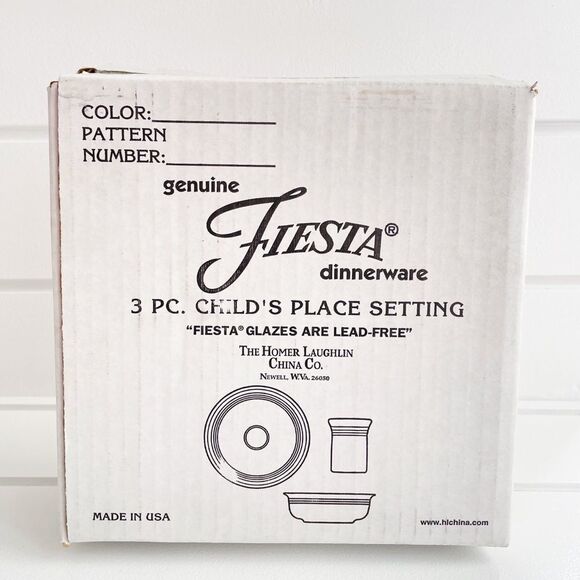 COLOR:
PATTERN
NUMBER:
genuine
FIESTA®
dinnerware
3 PC. CHILD'S PLACE SETTING
"FIESTA® GLAZES ARE LEAD-FREE"
THE HOMER LAUGHLIN
CHINA CO.
NEWELL, W.VA. 26050
MADE IN USA
www.hlchina.com